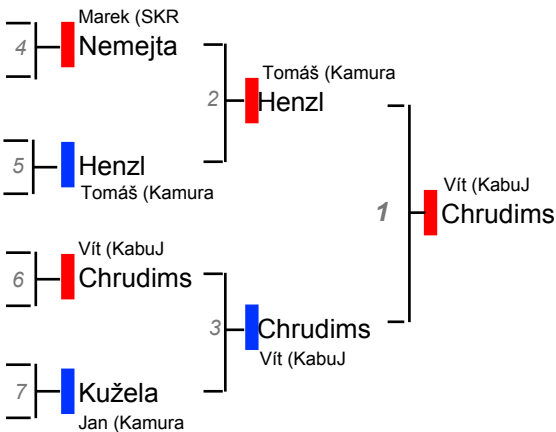 Marek (SKR
4
Nemejta
Tomáš (Kamura
2
Henzl
5
Henzl
Tomáš (Kamura
Vít (KabuJ
1
Chrudims
Vít (KabuJ
6
Chrudims
3
Chrudims
Vít (KabuJ
7
Kužela
Jan (Kamura